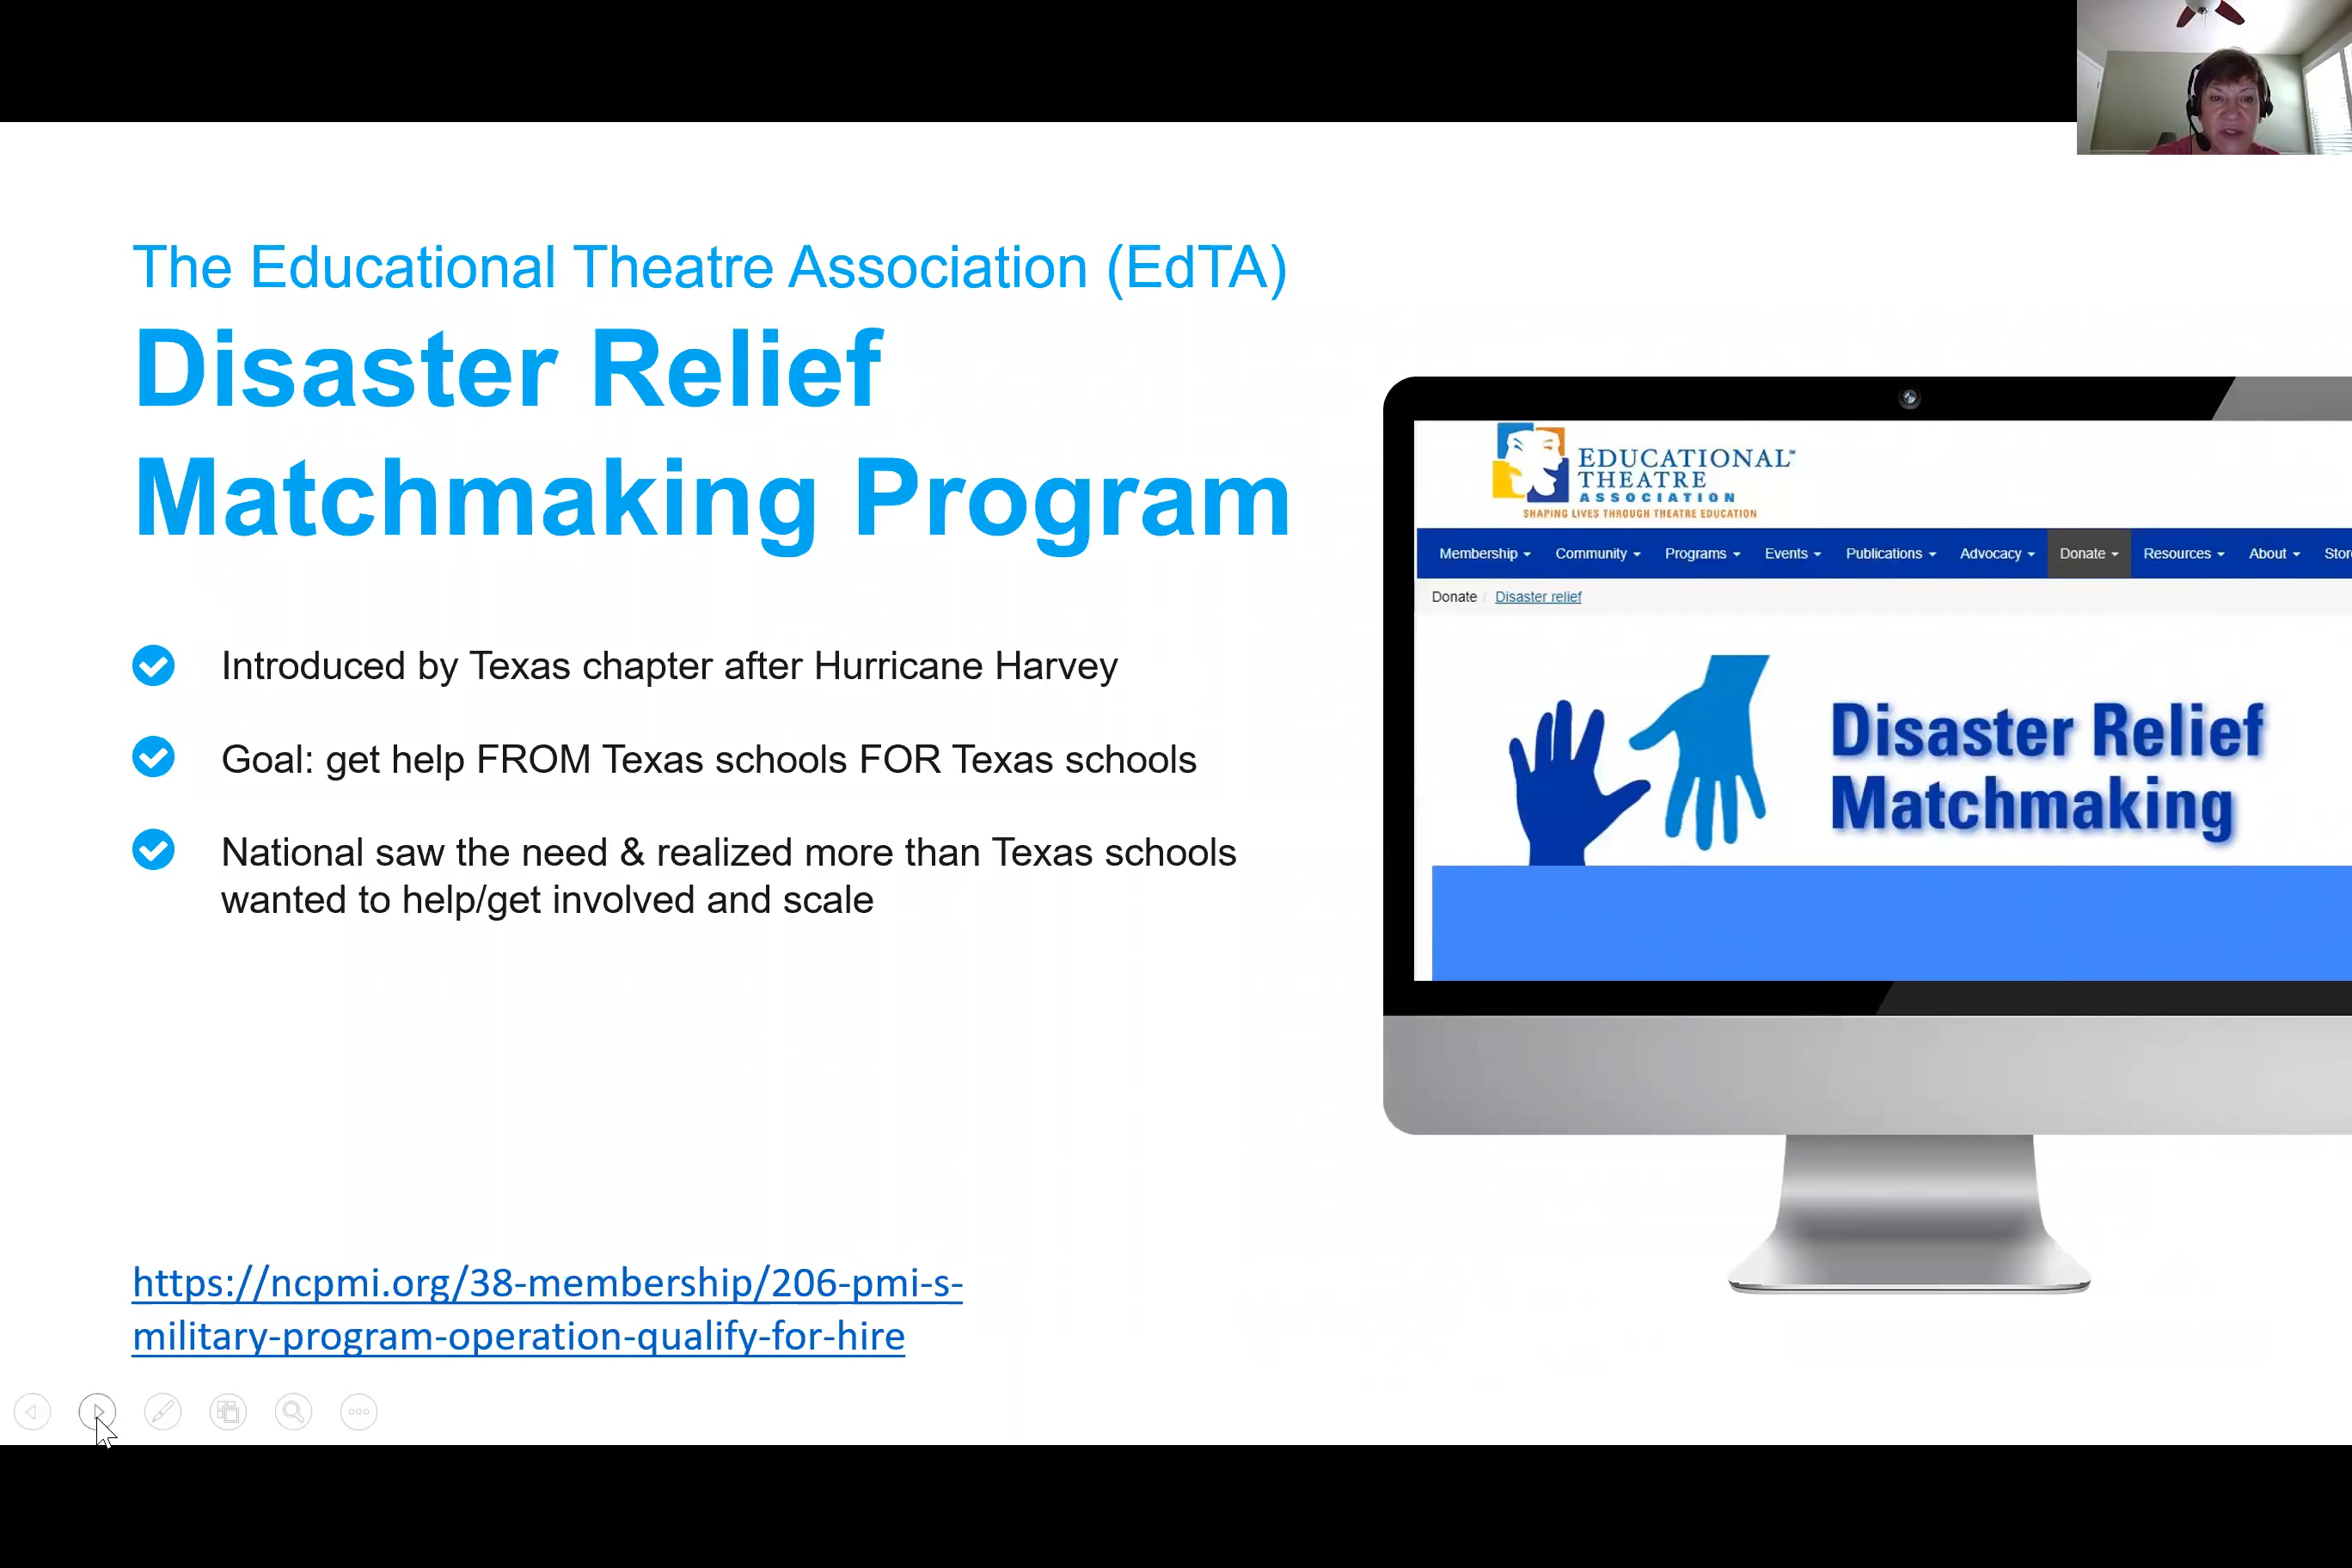 The Educational Theatre Association (EdTA)
Disaster Relief
Matchmaking Program
Introduced by Texas chapter after Hurricane Harvey
Goal: get help FROM Texas schools FOR Texas schools
National saw the need & realized more than Texas schools
wanted to help/get involved and scale
https://ncpmi.org/38-membership/206-pmi-s-
military-program-operation-qualify-for-hire
EDUCATIONAL
THEATRE
ASSOCIATION
SHAPING LIVES THROUGH THEATRE EDUCATION
Membership Community Programs Events Publications Advocacy Donate Resources About
Donate / Disaster relief
Disaster Relief
Matchmaking